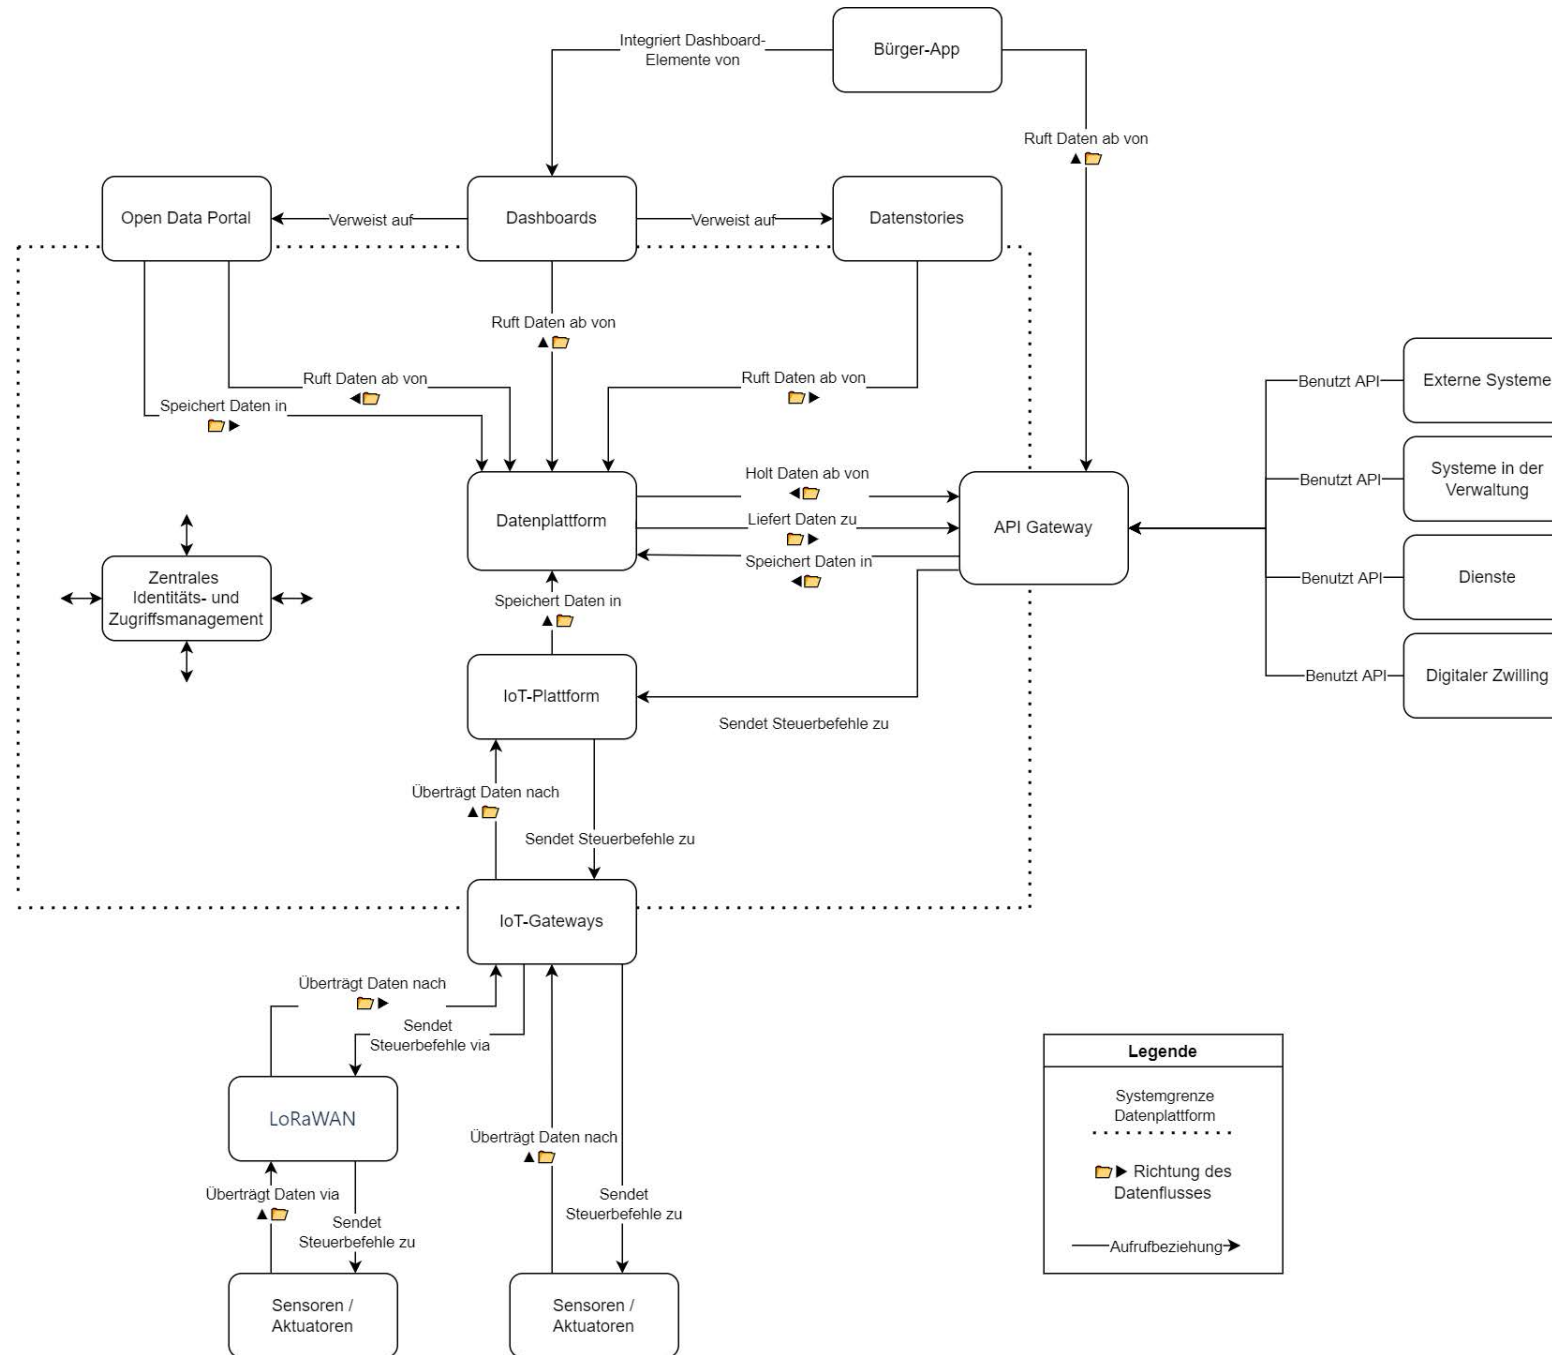 Bürger-App
Integriert Dashboard-
Elemente von
Ruft Daten ab von
Open Data Portal
Verweist auf
Dashboards
Verweist auf
Datenstories
Ruft Daten ab von
Ruft Daten ab von
Speichert Daten in
Ruft Daten ab von
Externe Systeme
Benutzt API
Systeme in der
Verwaltung
Benutzt API
Dienste
Benutzt API
Digitaler Zwilling
Benutzt API
Datenplattform
Holt Daten ab von
Liefert Daten zu
Speichert Daten in
API Gateway
Zentrales
Identitäts- und
Zugriffsmanagement
Speichert Daten in
IoT-Plattform
Sendet Steuerbefehle zu
Überträgt Daten nach
Sendet Steuerbefehle zu
IoT-Gateways
Überträgt Daten nach
Sendet
Steuerbefehle via
LoRaWAN
Überträgt Daten nach
Überträgt Daten via
Sendet
Steuerbefehle zu
Sendet
Steuerbefehle zu
Sensoren /
Aktuatoren
Sensoren /
Aktuatoren
Legende
Systemgrenze
Datenplattform
Richtung des
Datenflusses
Aufrufbeziehung